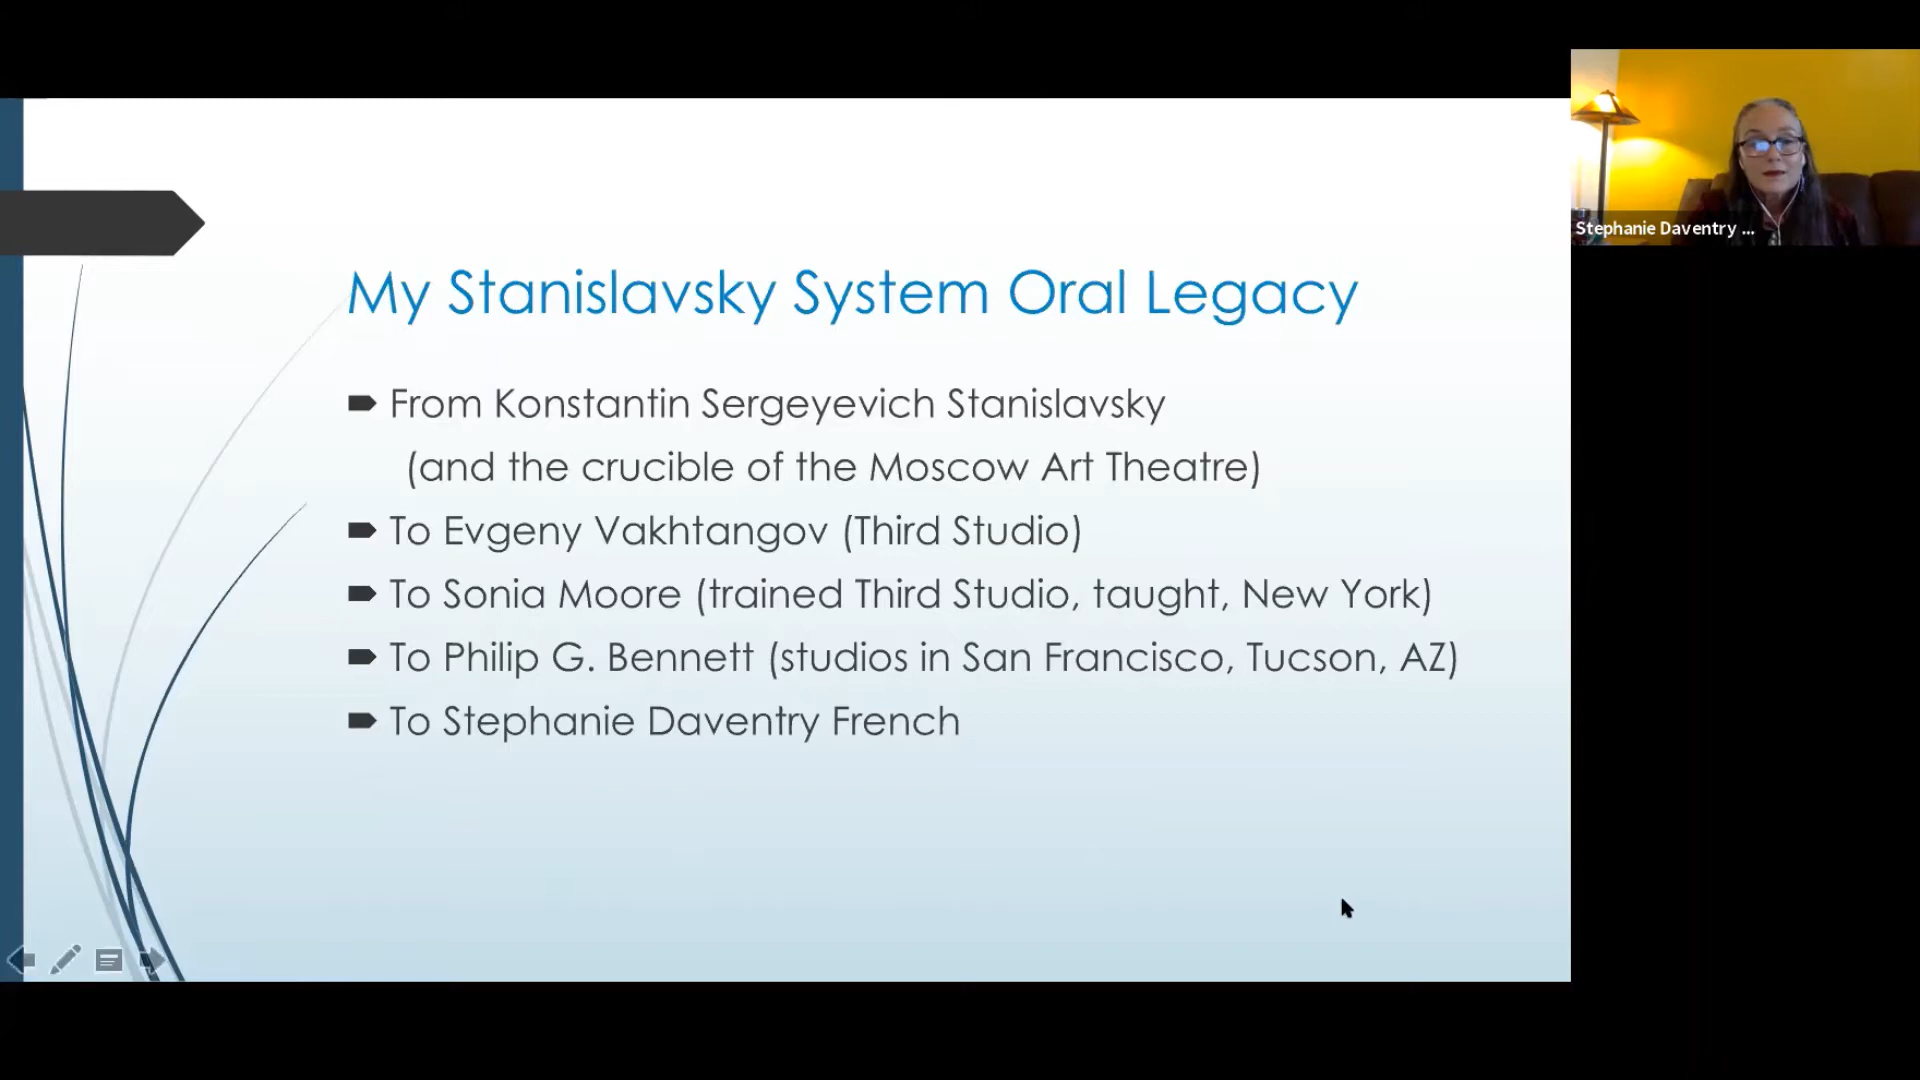 My Stanislavsky System Oral Legacy
From Konstantin Sergeyevich Stanislavsky
(and the crucible of the Moscow Art Theatre)
To Evgeny Vakhtangov (Third Studio)
To Sonia Moore (trained Third Studio, taught, New York)
To Philip G. Bennett (studios in San Francisco, Tucson, AZ)
To Stephanie Daventry French
Stephanie Daventry ...